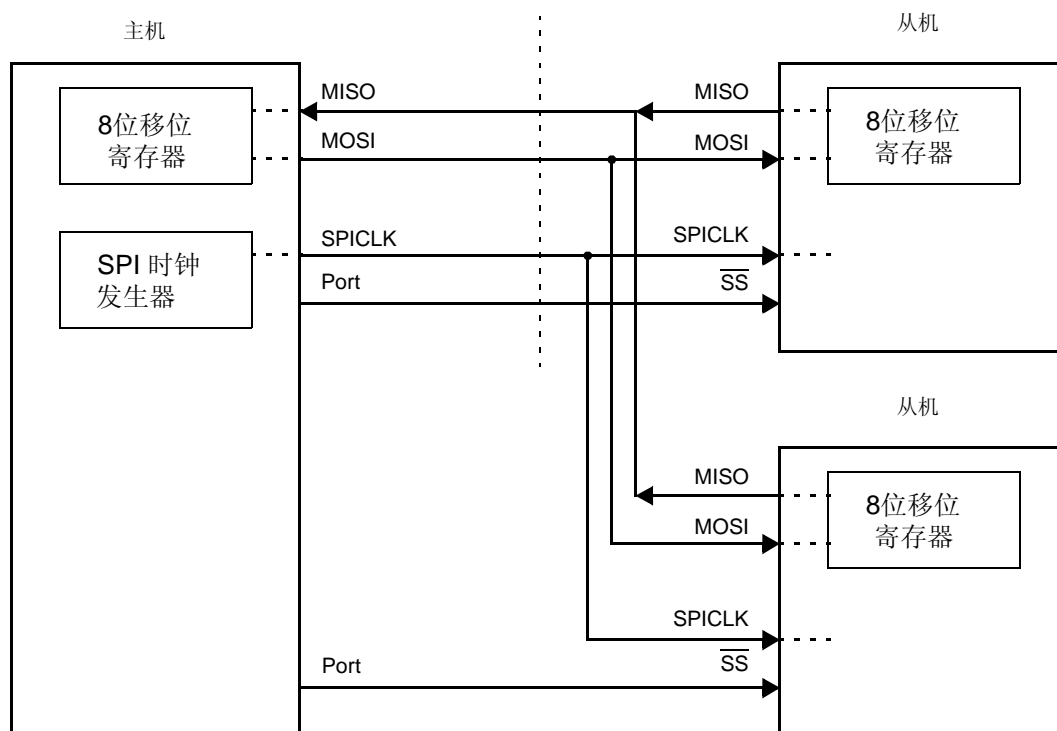 主机
从机
MISO
MISO
8位移位
寄存器
8位移位
寄存器
MOSI
MOSI
SPICLK
SPICLK
SPI 时钟
发生器
Port
SS
从机
MISO
8位移位
寄存器
MOSI
SPICLK
Port
SS